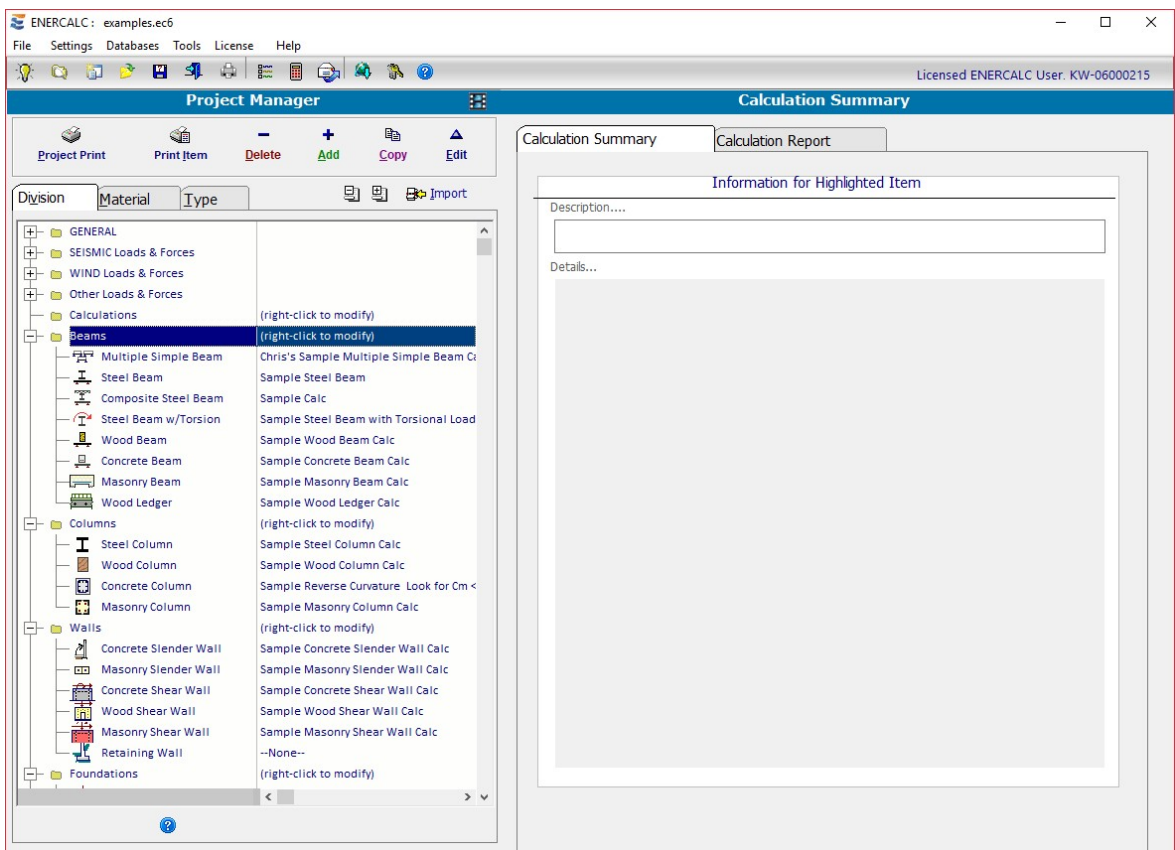 ENERCALC : examples.ec6
File Settings Databases Tools License Help
Licensed ENERCALC User. KW-06000215
Project Manager
Calculation Summary
Project Print Print Item Delete Add Copy Edit
Calculation Summary Calculation Report
Division Material Type Import
Information for Highlighted Item
Description....
Details...
GENERAL
SEISMIC Loads & Forces
WIND Loads & Forces
Other Loads & Forces
Calculations (right-click to modify)
Beams (right-click to modify)
Multiple Simple Beam Chris's Sample Multiple Simple Beam Ca
Steel Beam Sample Steel Beam
Composite Steel Beam Sample Calc
Steel Beam w/Torsion Sample Steel Beam with Torsional Load
Wood Beam Sample Wood Beam Calc
Concrete Beam Sample Concrete Beam Calc
Masonry Beam Sample Masonry Beam Calc
Wood Ledger Sample Wood Ledger Calc
Columns (right-click to modify)
Steel Column Sample Steel Column Calc
Wood Column Sample Wood Column Calc
Concrete Column Sample Reverse Curvature Look for Cm <
Masonry Column Sample Masonry Column Calc
Walls (right-click to modify)
Concrete Slender Wall Sample Concrete Slender Wall Calc
Masonry Slender Wall Sample Masonry Slender Wall Calc
Concrete Shear Wall Sample Concrete Shear Wall Calc
Wood Shear Wall Sample Wood Shear Wall Calc
Masonry Shear Wall Sample Masonry Shear Wall Calc
Retaining Wall --None--
Foundations (right-click to modify)